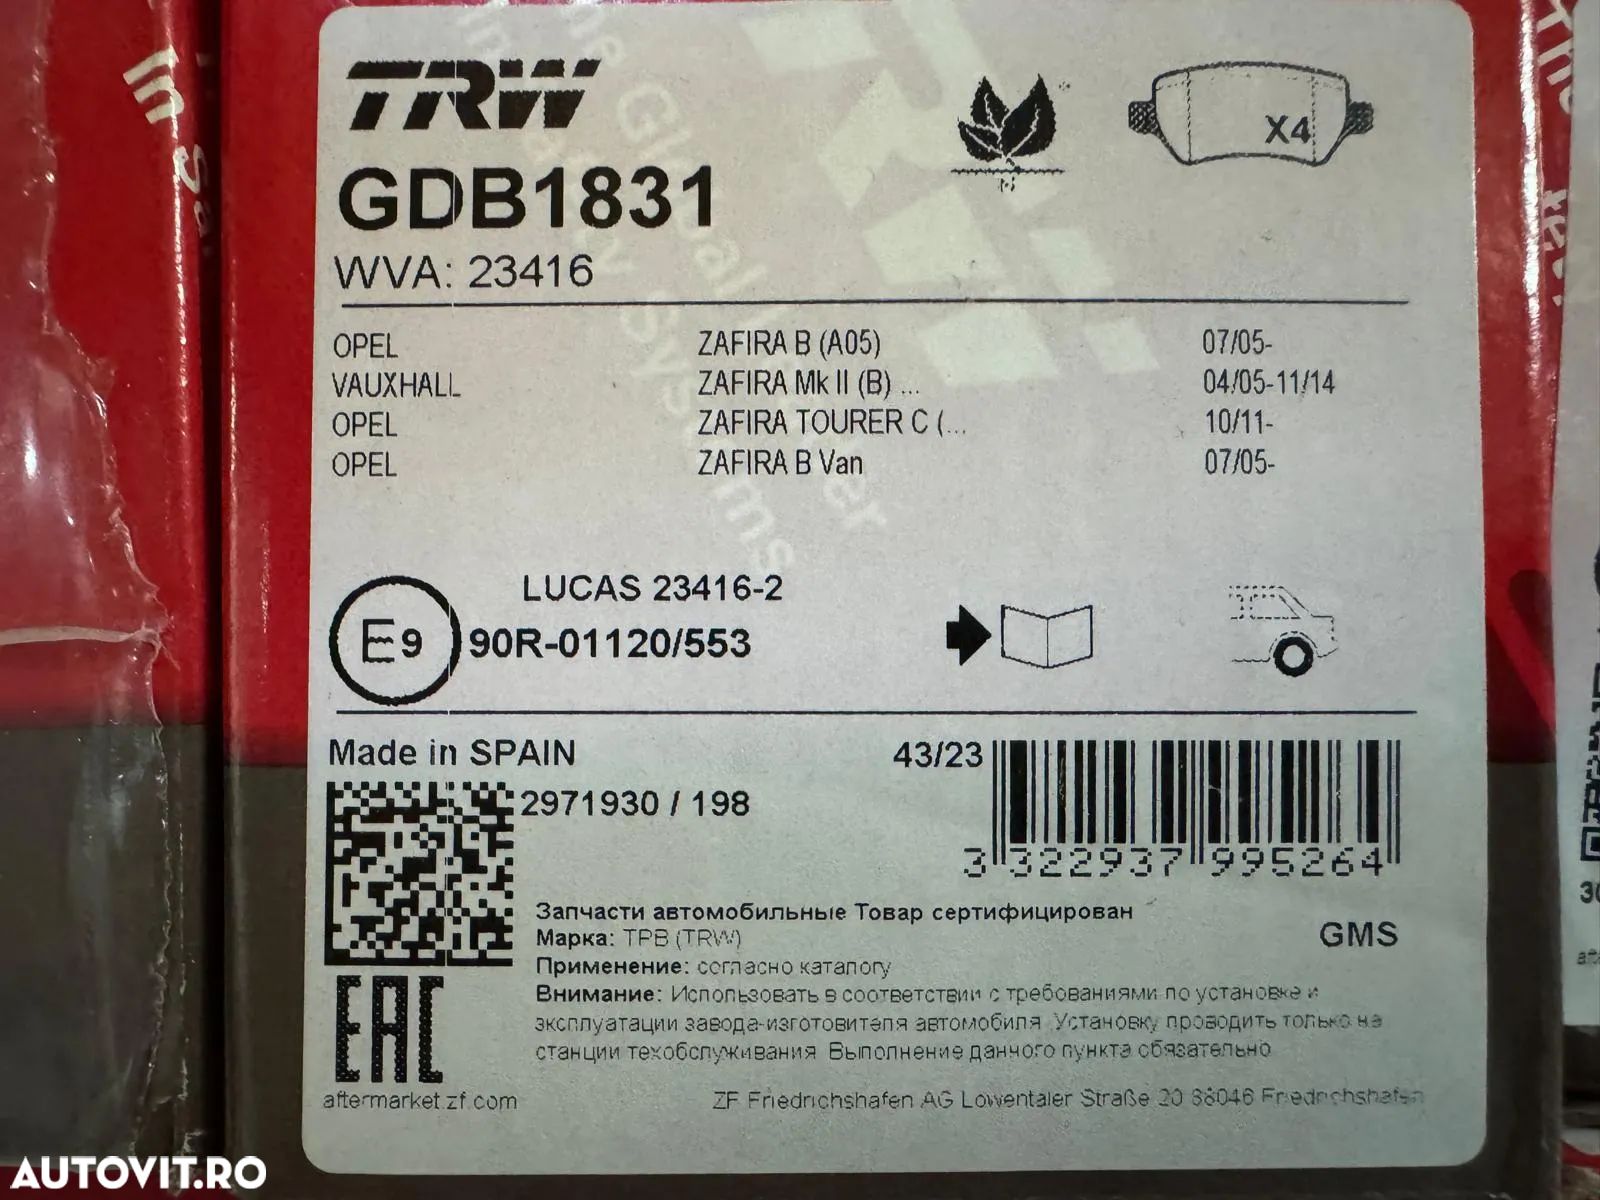 TRW
GDB1831
WVA: 23416
X4
OPEL ZAFIRA B (A05) 07/05-
VAUXHALL ZAFIRA Mk II (B) ... 04/05-11/14
OPEL ZAFIRA TOURER C (... 10/11-
OPEL ZAFIRA B Van 07/05-
LUCAS 23416-2
E9 90R-01120/553
Made in SPAIN 43/23
2971930 / 198
3 322937 995264
Запчасти автомобильные Товар сертифицирован
Марка: ТРВ (TRW) GMS
Применение: согласно каталогу
Внимание: Использовать в соответствии с требованиями по установке и
эксплуатации завода-изготовителя автомобиля Установку проводить только на
станции техобслуживания Выполнение данного пункта обязательно
EAC
aftermarket.zf.com ZF Friedrichshafen AG Lowentaler Straße 20 88046 Friedrichshafen
AUTOVIT.RO